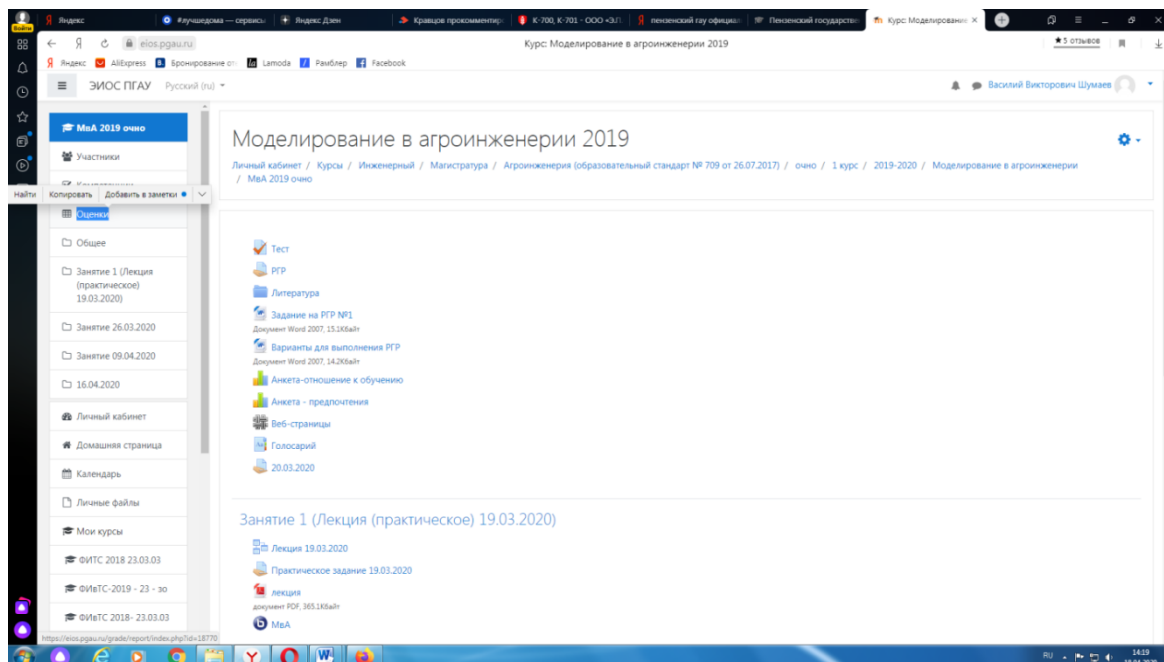 Войти
Яндекс
#лучшедома — сервисы
Яндекс Дзен
Кравцов прокомментир
К-700, К-701 - ООО «ЭЛ
пензенский гау официал
Пензенский государстве
Курс: Моделирование
eios.pgau.ru
Курс: Моделирование в агроинженерии 2019
★ 5 отзывов
Яндекс
AliExpress
Бронирование от
Lamoda
Рамблер
Facebook
ЭИОС ПГАУ
Русский (ru)
Василий Викторович Шумаев
МвА 2019 очно
Участники
Найти
Копировать
Добавить в заметки
Оценки
Общее
Занятие 1 (Лекция
(практическое)
19.03.2020)
Занятие 26.03.2020
Занятие 09.04.2020
16.04.2020
Личный кабинет
Домашняя страница
Календарь
Личные файлы
Мои курсы
ФИТС 2018 23.03.03
ФИвТС-2019 - 23 - зо
ФИвТС 2018- 23.03.03
https://eios.pgau.ru/grade/report/index.php?id=18770
Моделирование в агроинженерии 2019
Личный кабинет / Курсы / Инженерный / Магистратура / Агроинженерия (образовательный стандарт № 709 от 26.07.2017) / очно / 1 курс / 2019-2020 / Моделирование в агроинженерии
/ МвА 2019 очно
Тест
РГР
Литература
Задание на РГР №1
Документ Word 2007, 15.1Кбайт
Варианты для выполнения РГР
Документ Word 2007, 14.2Кбайт
Анкета-отношение к обучению
Анкета - предпочтения
Веб-страницы
Голосарий
20.03.2020
Занятие 1 (Лекция (практическое) 19.03.2020)
Лекция 19.03.2020
Практическое задание 19.03.2020
лекция
документ PDF, 365.1Кбайт
МвА
RU
14:19